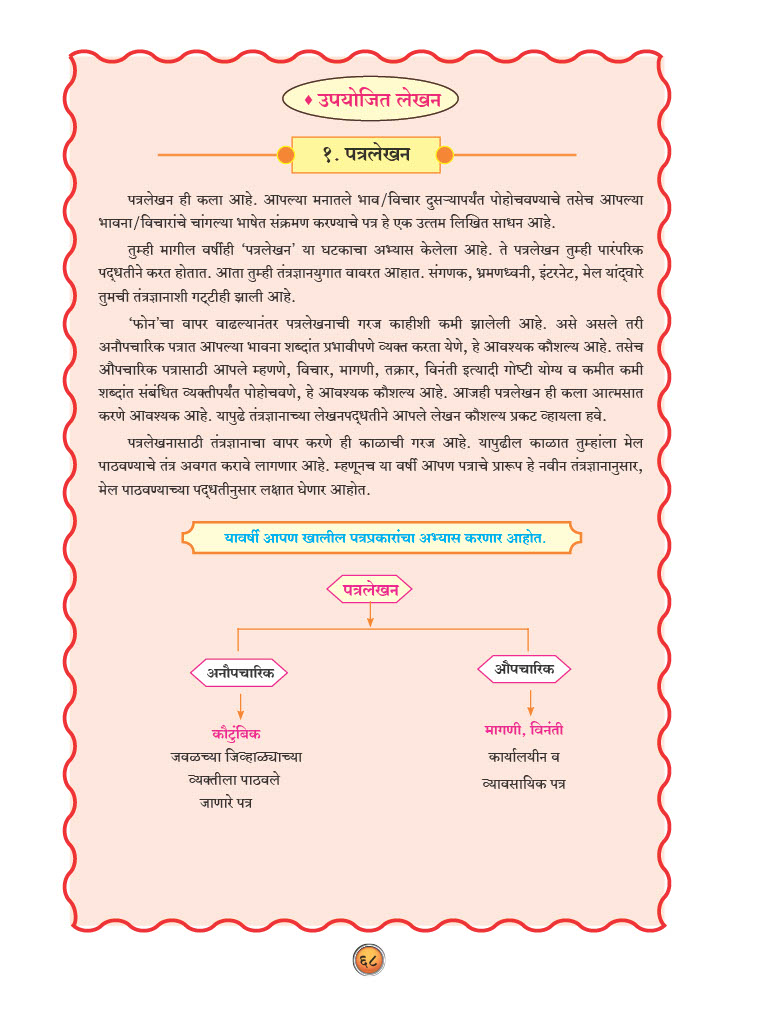 ♦ उपयोजित लेखन
१. पत्रलेखन
पत्रलेखन ही कला आहे. आपल्या मनातले भाव/विचार दुसऱ्यापर्यंत पोहोचवण्याचे तसेच आपल्या
भावना/विचारांचे चांगल्या भाषेत संक्रमण करण्याचे पत्र हे एक उत्तम लिखित साधन आहे.
तुम्ही मागील वर्षीही ‘पत्रलेखन’ या घटकाचा अभ्यास केलेला आहे. ते पत्रलेखन तुम्ही पारंपरिक
पद्धतीने करत होतात. आता तुम्ही तंत्रज्ञानयुगात वावरत आहात. संगणक, भ्रमणध्वनी, इंटरनेट, मेल यांद्वारे
तुमची तंत्रज्ञानाशी गट्टीही झाली आहे.
‘फोन’चा वापर वाढल्यानंतर पत्रलेखनाची गरज काहीशी कमी झालेली आहे. असे असले तरी
अनौपचारिक पत्रात आपल्या भावना शब्दांत प्रभावीपणे व्यक्त करता येणे, हे आवश्यक कौशल्य आहे. तसेच
औपचारिक पत्रासाठी आपले म्हणणे, विचार, मागणी, तक्रार, विनंती इत्यादी गोष्टी योग्य व कमीत कमी
शब्दांत संबंधित व्यक्तीपर्यंत पोहोचवणे, हे आवश्यक कौशल्य आहे. आजही पत्रलेखन ही कला आत्मसात
करणे आवश्यक आहे. यापुढे तंत्रज्ञानाच्या लेखनपद्धतीने आपले लेखन कौशल्य प्रकट व्हायला हवे.
पत्रलेखनासाठी तंत्रज्ञानाचा वापर करणे ही काळाची गरज आहे. यापुढील काळात तुम्हांला मेल
पाठवण्याचे तंत्र अवगत करावे लागणार आहे. म्हणूनच या वर्षी आपण पत्राचे प्रारूप हे नवीन तंत्रज्ञानानुसार,
मेल पाठवण्याच्या पद्धतीनुसार लक्षात घेणार आहोत.
यावर्षी आपण खालील पत्रप्रकारांचा अभ्यास करणार आहोत.
पत्रलेखन
अनौपचारिक
कौटुंबिक
जवळच्या जिव्हाळ्याच्या
व्यक्तीला पाठवले
जाणारे पत्र
औपचारिक
मागणी, विनंती
कार्यालयीन व
व्यावसायिक पत्र
६८